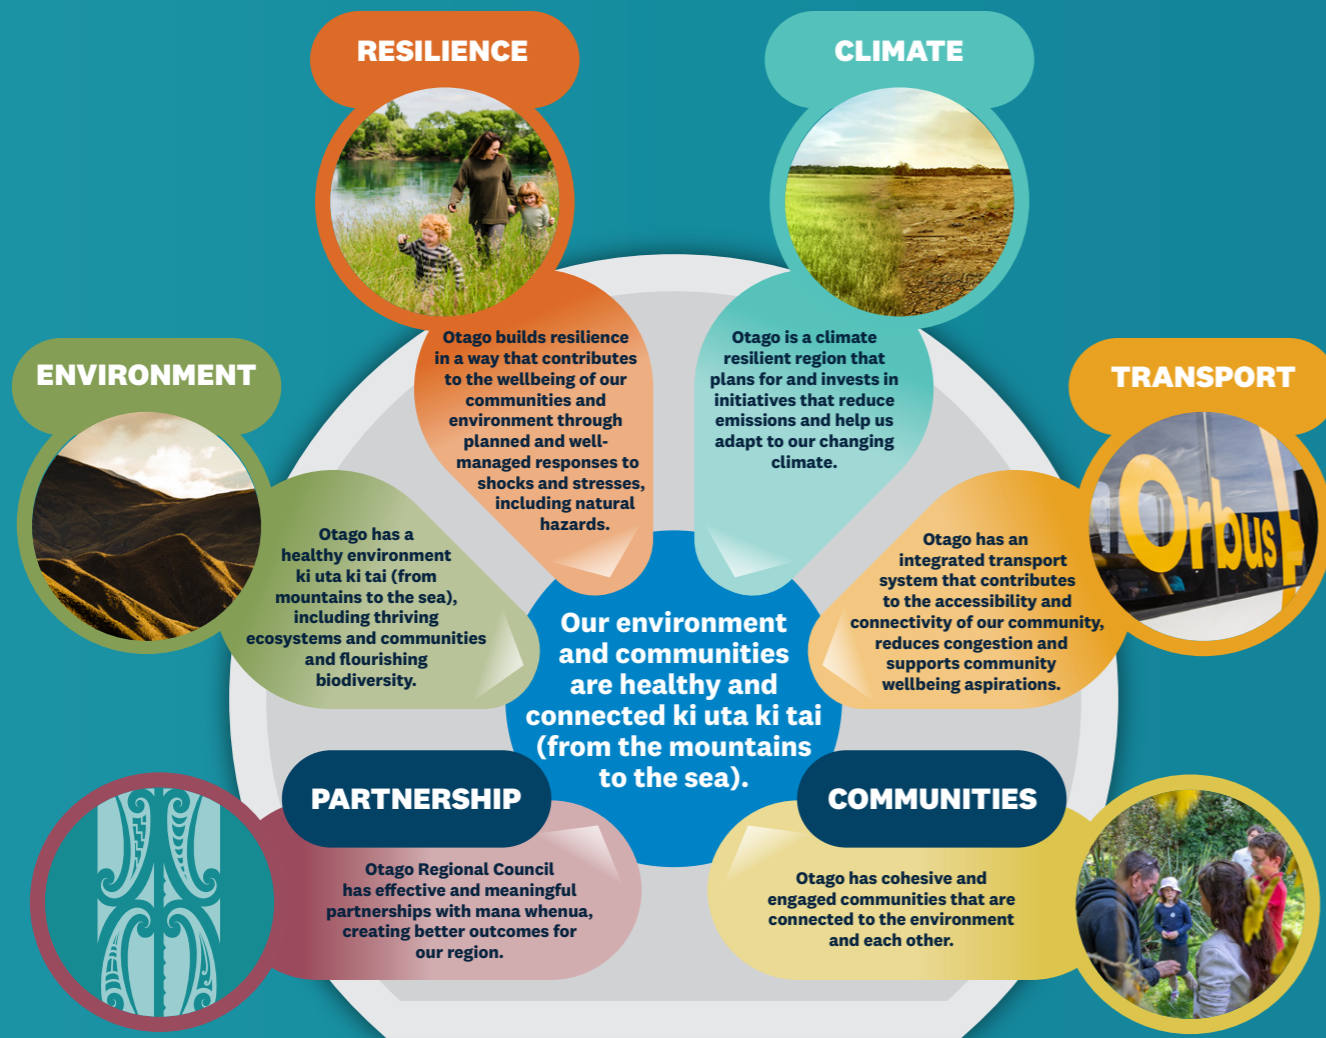 RESILIENCE
CLIMATE
Otago builds resilience
in a way that contributes
to the wellbeing of our
communities and
environment through
planned and well-
managed responses to
shocks and stresses,
including natural
hazards.
Otago is a climate
resilient region that
plans for and invests in
initiatives that reduce
emissions and help us
adapt to our changing
climate.
ENVIRONMENT
TRANSPORT
Orbus
Otago has a
healthy environment
ki uta ki tai (from
mountains to the sea),
including thriving
ecosystems and communities
and flourishing
biodiversity.
Otago has an
integrated transport
system that contributes
to the accessibility and
connectivity of our community,
reduces congestion and
supports community
wellbeing aspirations.
Our environment
and communities
are healthy and
connected ki uta ki tai
(from the mountains
to the sea).
PARTNERSHIP
COMMUNITIES
Otago Regional Council
has effective and meaningful
partnerships with mana whenua,
creating better outcomes for
our region.
Otago has cohesive and
engaged communities that are
connected to the environment
and each other.